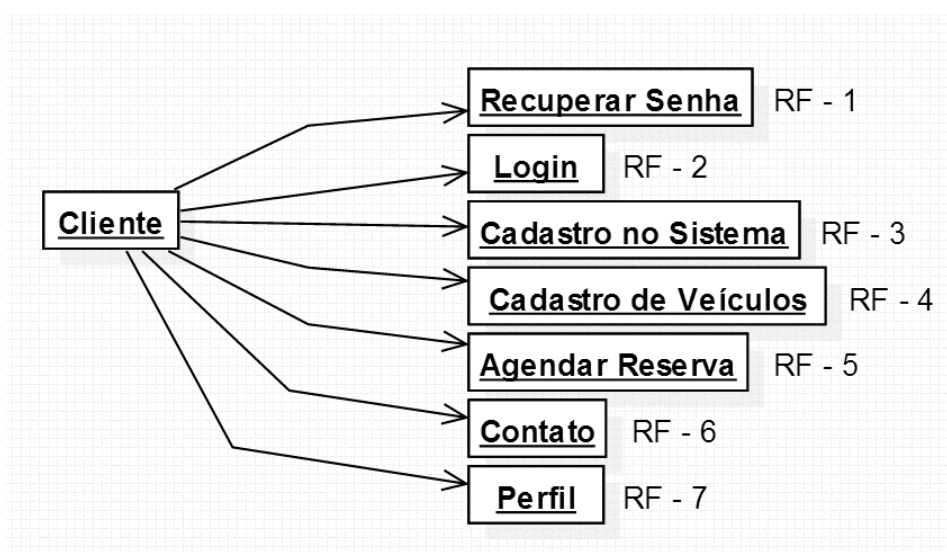 Recuperar Senha RF - 1
Login RF - 2
Cliente
Cadastro no Sistema RF - 3
Cadastro de Veículos RF - 4
Agendar Reserva RF - 5
Contato RF - 6
Perfil RF - 7